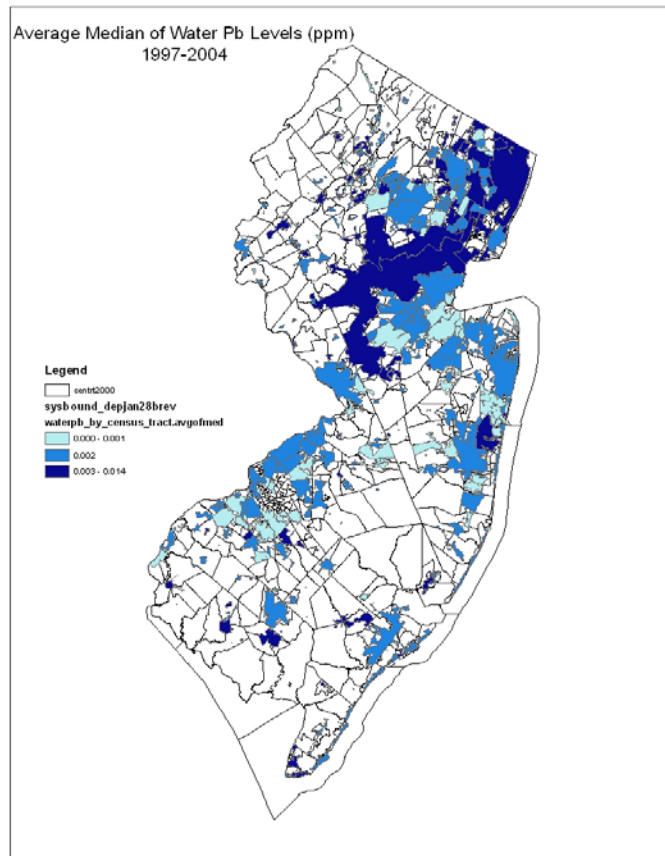 Average Median of Water Pb Levels (ppm)
1997-2004
Legend
centrt2000
sysbound_depjan28brev
waterpb_by_census_tract.avgofmed
0.000 - 0.001
0.002
0.003 - 0.014